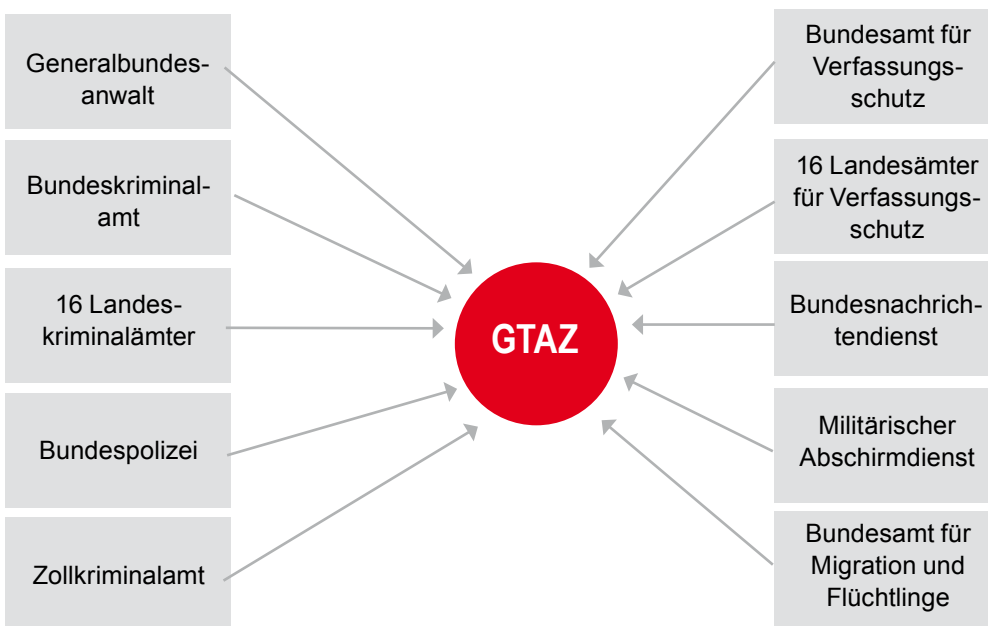 Generalbundes-
anwalt
Bundeskriminal-
amt
16 Landes-
kriminalämter
Bundespolizei
Zollkriminalamt
GTAZ
Bundesamt für
Verfassungs-
schutz
16 Landesämter
für Verfassungs-
schutz
Bundesnachrich-
tendienst
Militärischer
Abschirmdienst
Bundesamt für
Migration und
Flüchtlinge